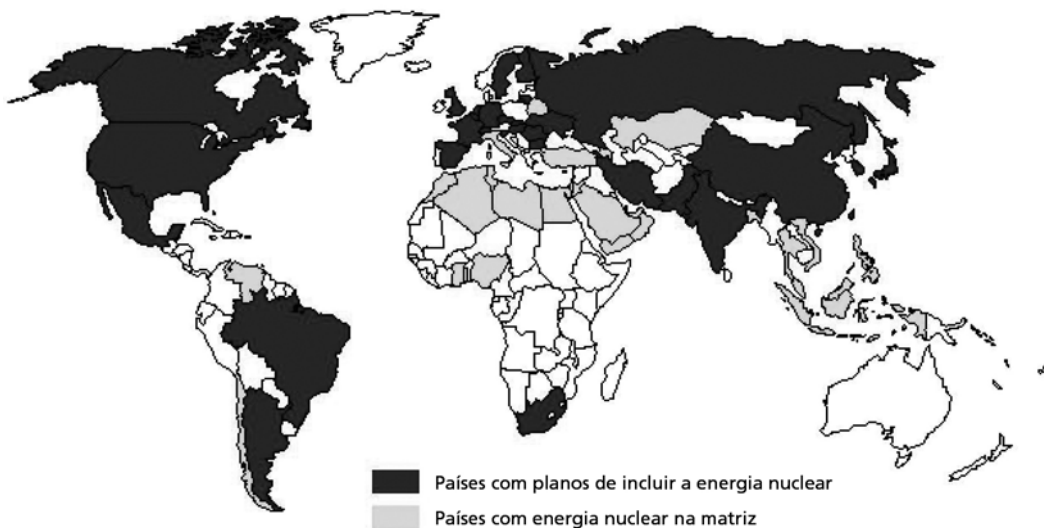 Países com planos de incluir a energia nuclear
Países com energia nuclear na matriz